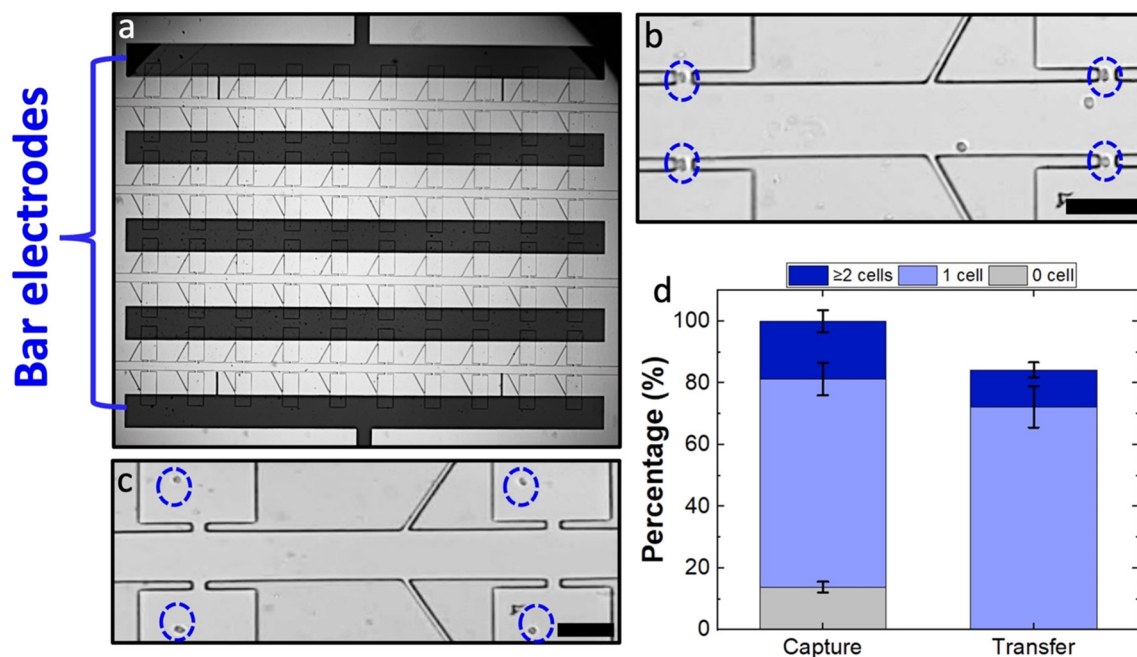 Bar electrodes
a
b
c
d
≥2 cells 1 cell 0 cell
Percentage (%)
100
80
60
40
20
0
Capture Transfer